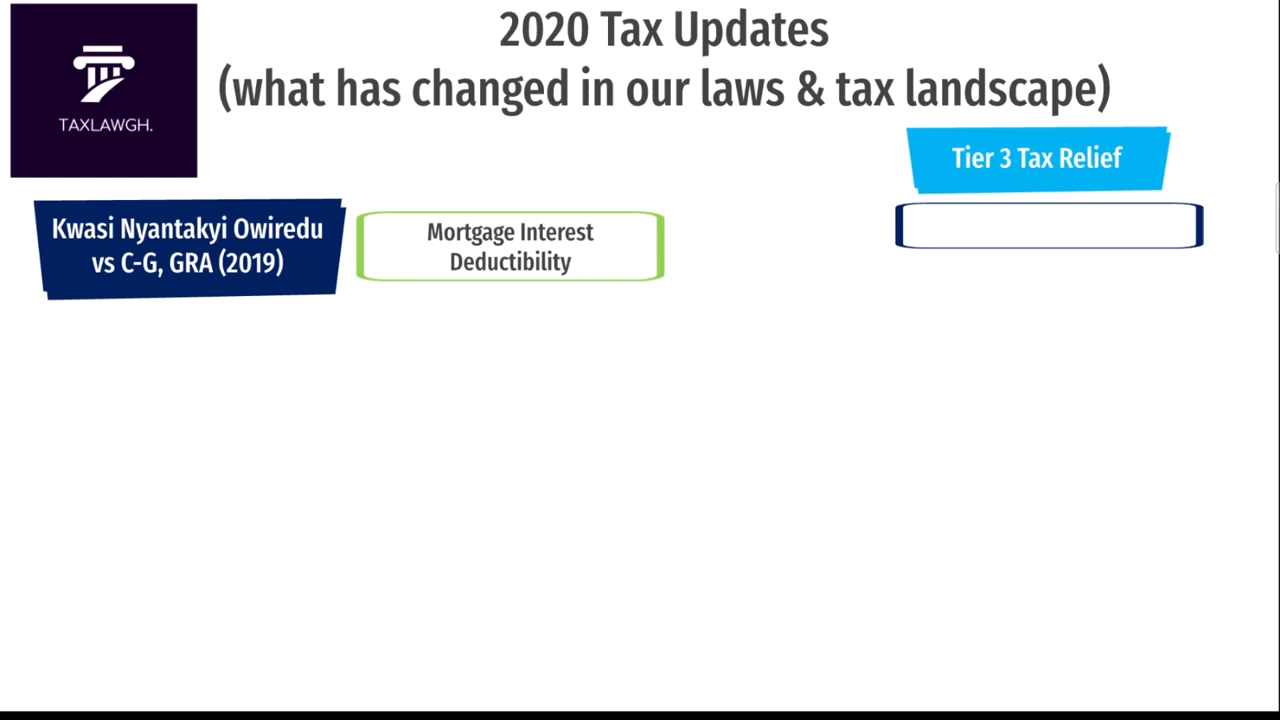 2020 Tax Updates
(what has changed in our laws & tax landscape)
TAXLAWGH.
Tier 3 Tax Relief
Kwasi Nyantakyi Owiredu
vs C-G, GRA (2019)
Mortgage Interest
Deductibility